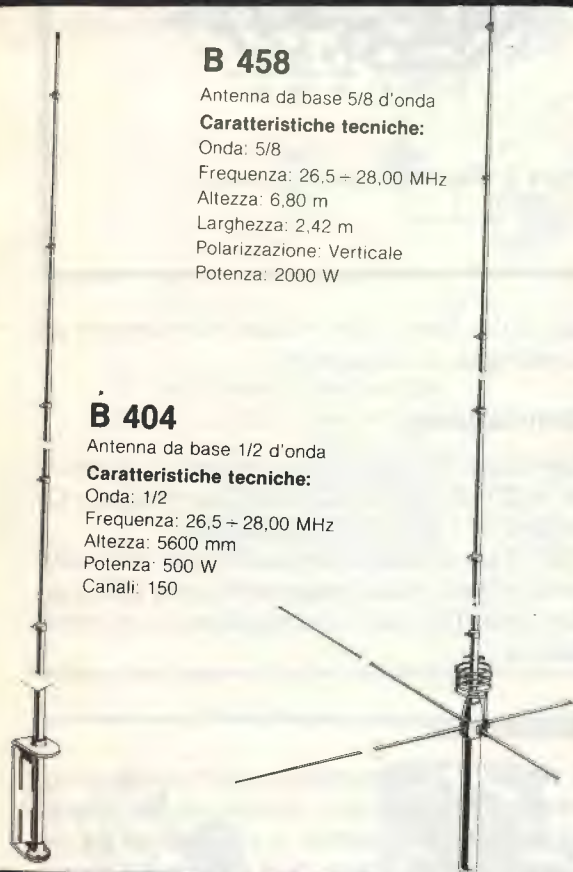 B 458
Antenna da base 5/8 d'onda
Caratteristiche tecniche:
Onda: 5/8
Frequenza: 26,5 ÷ 28,00 MHz
Altezza: 6,80 m
Larghezza: 2,42 m
Polarizzazione: Verticale
Potenza: 2000 W
B 404
Antenna da base 1/2 d'onda
Caratteristiche tecniche:
Onda: 1/2
Frequenza: 26,5 ÷ 28,00 MHz
Altezza: 5600 mm
Potenza: 500 W
Canali: 150